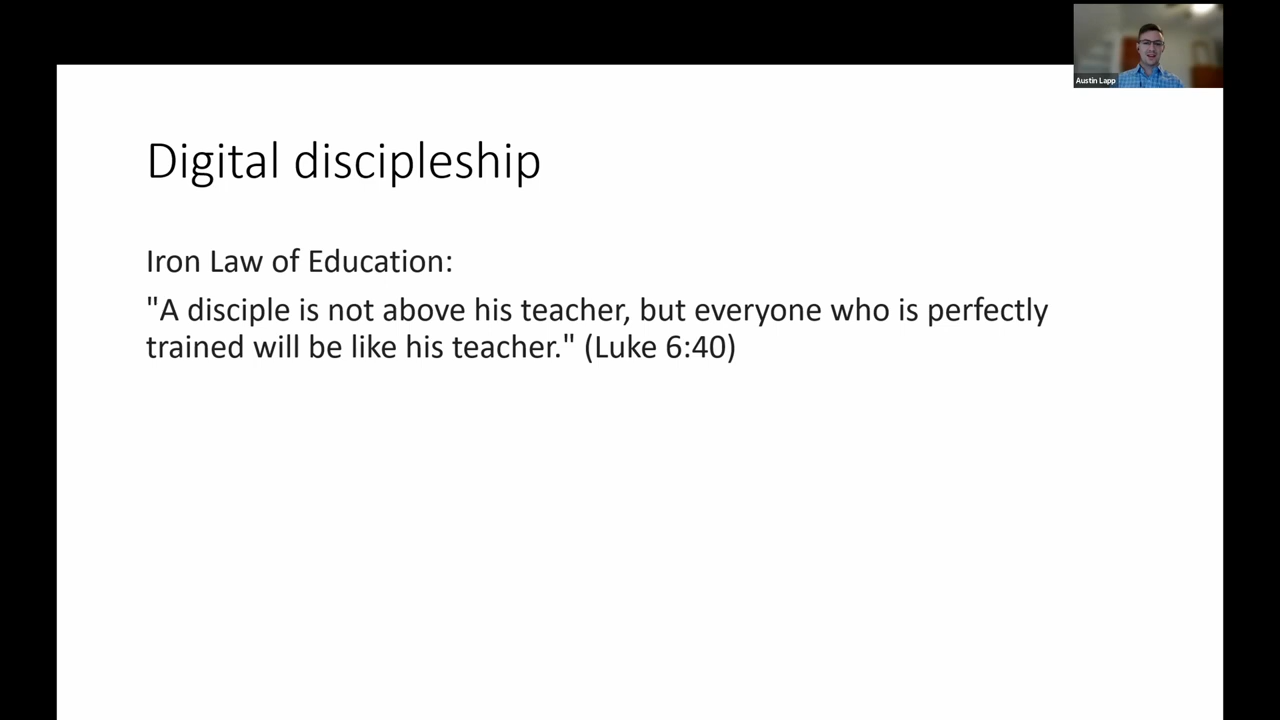 Austin Lapp
Digital discipleship
Iron Law of Education:
"A disciple is not above his teacher, but everyone who is perfectly
trained will be like his teacher." (Luke 6:40)